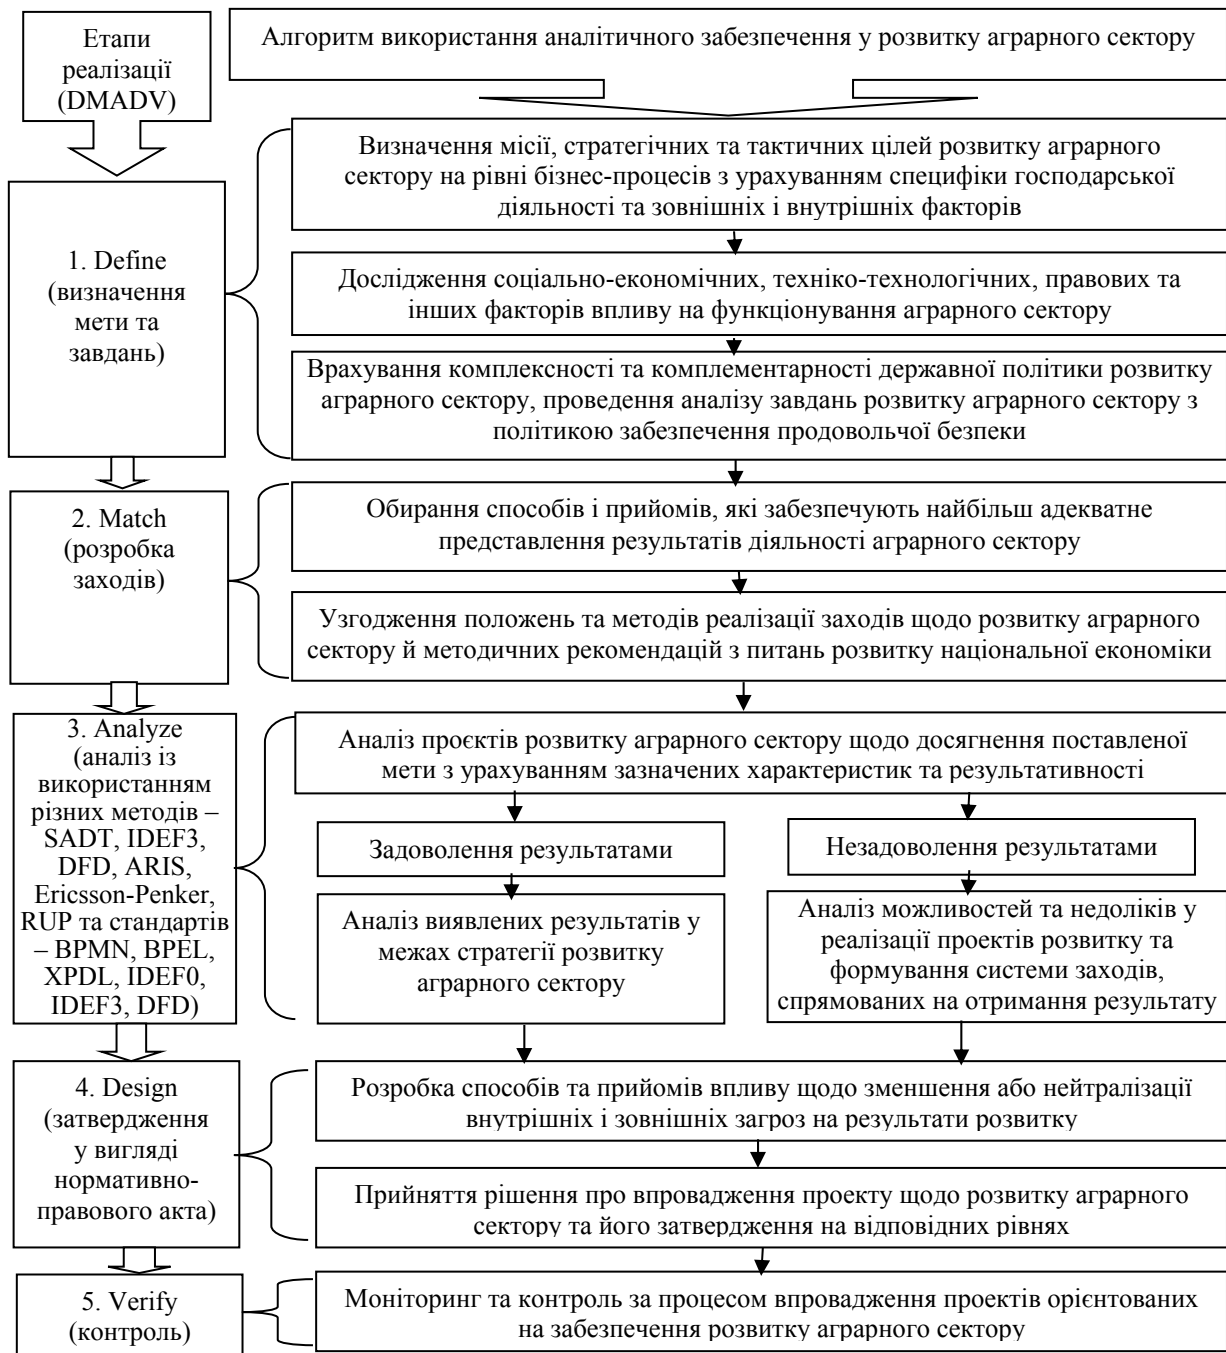 Етапи
реалізації
(DMADV)
Алгоритм використання аналітичного забезпечення у розвитку аграрного сектору
1. Define
(визначення
мети та
завдань)
Визначення місії, стратегічних та тактичних цілей розвитку аграрного
сектору на рівні бізнес-процесів з урахуванням специфіки господарської
діяльності та зовнішніх і внутрішніх факторів
Дослідження соціально-економічних, техніко-технологічних, правових та
інших факторів впливу на функціонування аграрного сектору
Врахування комплексності та комплементарності державної політики розвитку
аграрного сектору, проведення аналізу завдань розвитку аграрного сектору з
політикою забезпечення продовольчої безпеки
2. Match
(розробка
заходів)
Обирання способів і прийомів, які забезпечують найбільш адекватне
представлення результатів діяльності аграрного сектору
Узгодження положень та методів реалізації заходів щодо розвитку аграрного
сектору й методичних рекомендацій з питань розвитку національної економіки
3. Analyze
(аналіз із
використанням
різних методів –
SADT, IDEF3,
DFD, ARIS,
Ericsson-Penker,
RUP та стандартів
– BPMN, BPEL,
XPDL, IDEF0,
IDEF3, DFD)
Аналіз проєктів розвитку аграрного сектору щодо досягнення поставленої
мети з урахуванням зазначених характеристик та результативності
Задоволення результатами
Незадоволення результатами
Аналіз виявлених результатів у
межах стратегії розвитку
аграрного сектору
Аналіз можливостей та недоліків у
реалізації проектів розвитку та
формування системи заходів,
спрямованих на отримання результату
4. Design
(затвердження
у вигляді
нормативно-
правового акта)
Розробка способів та прийомів впливу щодо зменшення або нейтралізації
внутрішніх і зовнішніх загроз на результати розвитку
Прийняття рішення про впровадження проекту щодо розвитку аграрного
сектору та його затвердження на відповідних рівнях
5. Verify
(контроль)
Моніторинг та контроль за процесом впровадження проектів орієнтованих
на забезпечення розвитку аграрного сектору